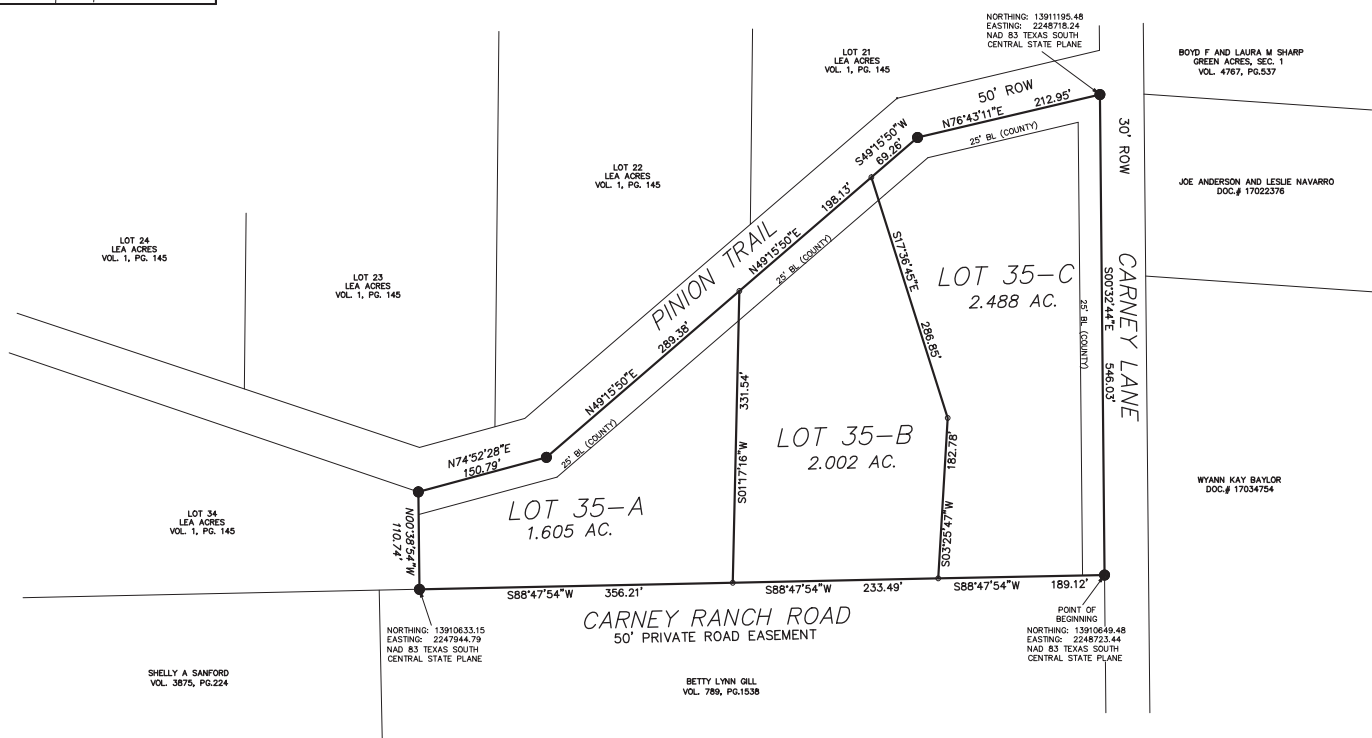 NORTHING: 13911195.48
EASTING: 2248718.24
NAD 83 TEXAS SOUTH
CENTRAL STATE PLANE
LOT 21
LEA ACRES
VOL. 1, PG. 145
BOYD F AND LAURA M SHARP
GREEN ACRES, SEC. 1
VOL. 4767, PG.537
50' ROW
N76°43'11"E
212.95'
25' BL (COUNTY)
30' ROW
S49°15'50"W
69.26'
LOT 22
LEA ACRES
VOL. 1, PG. 145
JOE ANDERSON AND LESLIE NAVARRO
DOC.# 17022376
198.13'
N49°15'50"E
25' BL (COUNTY)
PINION TRAIL
LOT 24
LEA ACRES
VOL. 1, PG. 145
LOT 23
LEA ACRES
VOL. 1, PG. 145
S17°36'45"E
286.85'
LOT 35-C
2.488 AC.
25' BL (COUNTY)
S00°32'44"E
546.03'
CARNEY LANE
289.38'
N49°15'50"E
25' BL (COUNTY)
331.54'
S01°17'16"W
LOT 35-B
2.002 AC.
182.78'
S03°25'47"W
N74°52'28"E
150.79'
LOT 35-A
1.605 AC.
WYANN KAY BAYLOR
DOC.# 17034754
LOT 34
LEA ACRES
VOL. 1, PG. 145
N00°38'54"W
110.74'
S88°47'54"W 356.21'
S88°47'54"W 233.49'
S88°47'54"W 189.12'
CARNEY RANCH ROAD
50' PRIVATE ROAD EASEMENT
POINT OF
BEGINNING
NORTHING: 13910649.48
EASTING: 2248723.44
NAD 83 TEXAS SOUTH
CENTRAL STATE PLANE
NORTHING: 13910633.15
EASTING: 2247944.79
NAD 83 TEXAS SOUTH
CENTRAL STATE PLANE
SHELLY A SANFORD
VOL. 3875, PG.224
BETTY LYNN GILL
VOL. 789, PG.1538